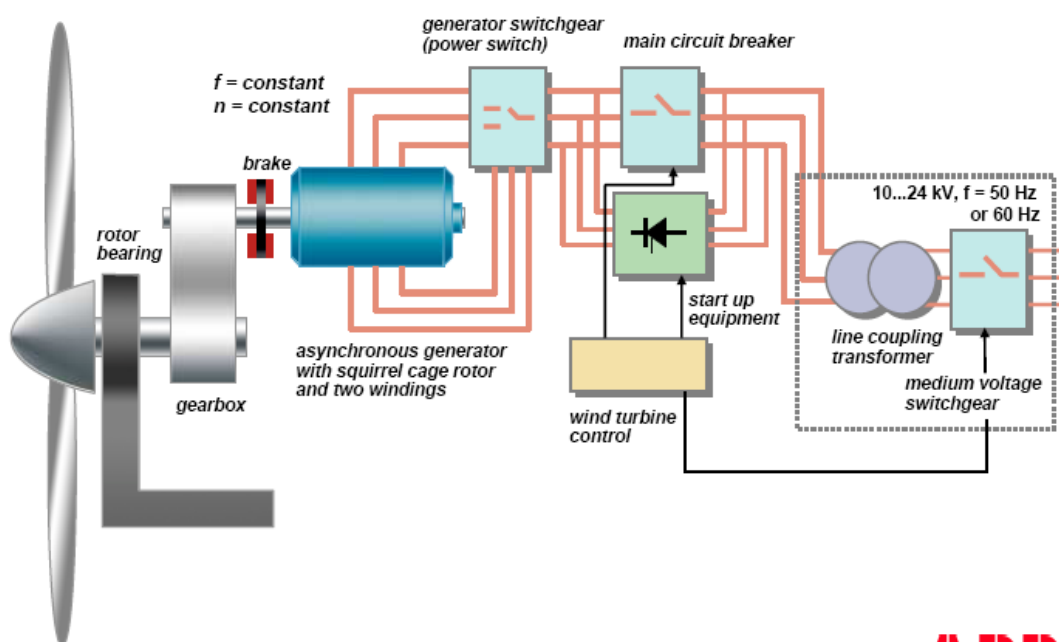 generator switchgear
(power switch)
main circuit breaker
f = constant
n = constant
brake
10...24 kV, f = 50 Hz
or 60 Hz
rotor
bearing
start up
equipment
line coupling
transformer
asynchronous generator
with squirrel cage rotor
and two windings
gearbox
medium voltage
switchgear
wind turbine
control